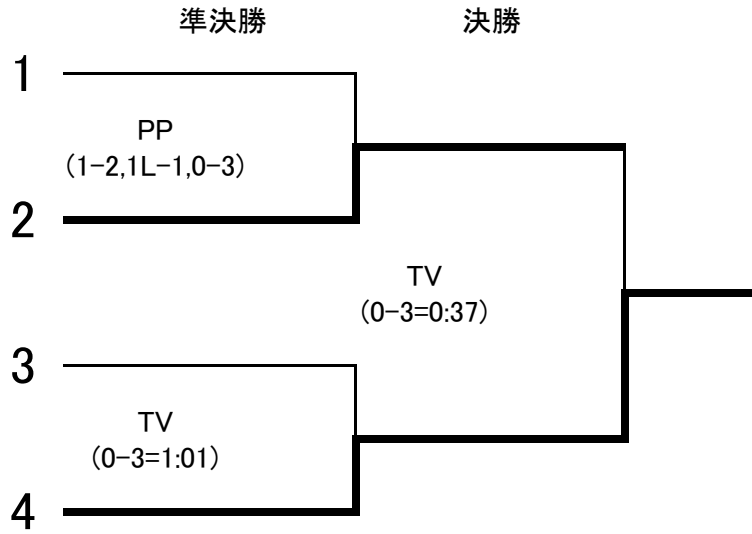 準決勝
決勝
1
PP
(1-2,1L-1,0-3)
2
TV
(0-3=0:37)
3
TV
(0-3=1:01)
4